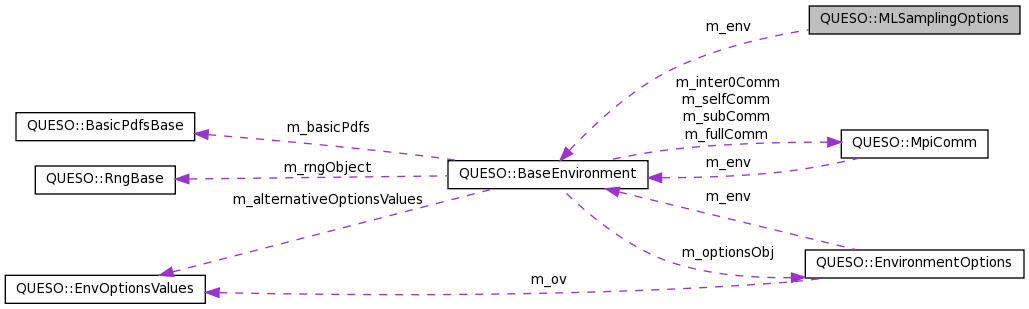 QUESO::MLSamplingOptions
m_env
m_inter0Comm
m_selfComm
m_subComm
m_fullComm
QUESO::BasicPdfsBase
m_basicPdfs
QUESO::MpiComm
m_rngObject
m_env
QUESO::RngBase
QUESO::BaseEnvironment
m_alternativeOptionsValues
m_env
m_optionsObj
QUESO::EnvironmentOptions
m_ov
QUESO::EnvOptionsValues